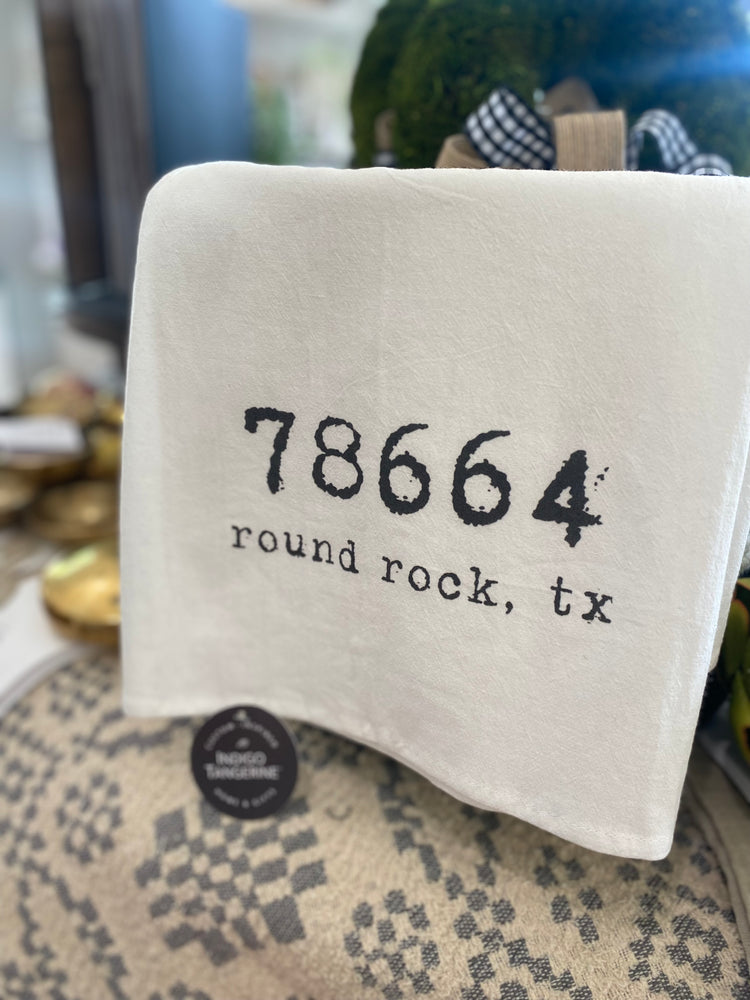 78664
round rock, tx
INDIGO
TANGERINE